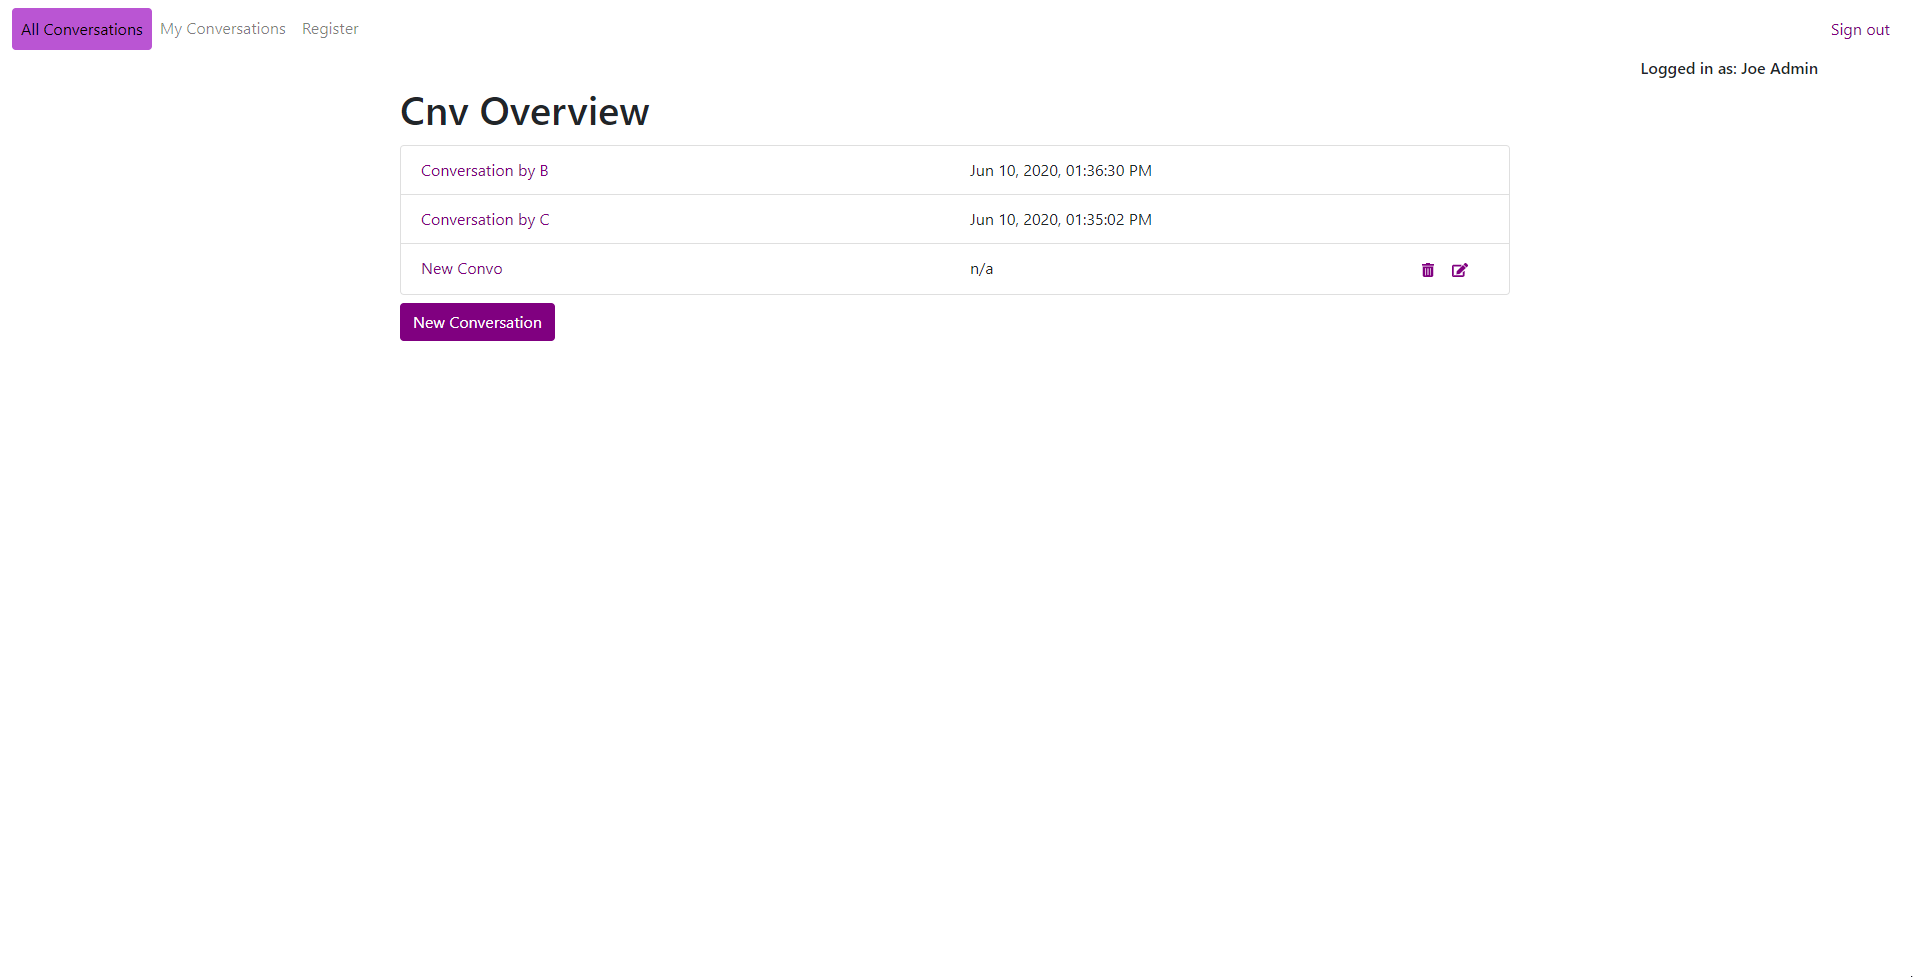 All Conversations My Conversations Register Sign out
Logged in as: Joe Admin
Cnv Overview
Conversation by B Jun 10, 2020, 01:36:30 PM
Conversation by C Jun 10, 2020, 01:35:02 PM
New Convo n/a
New Conversation